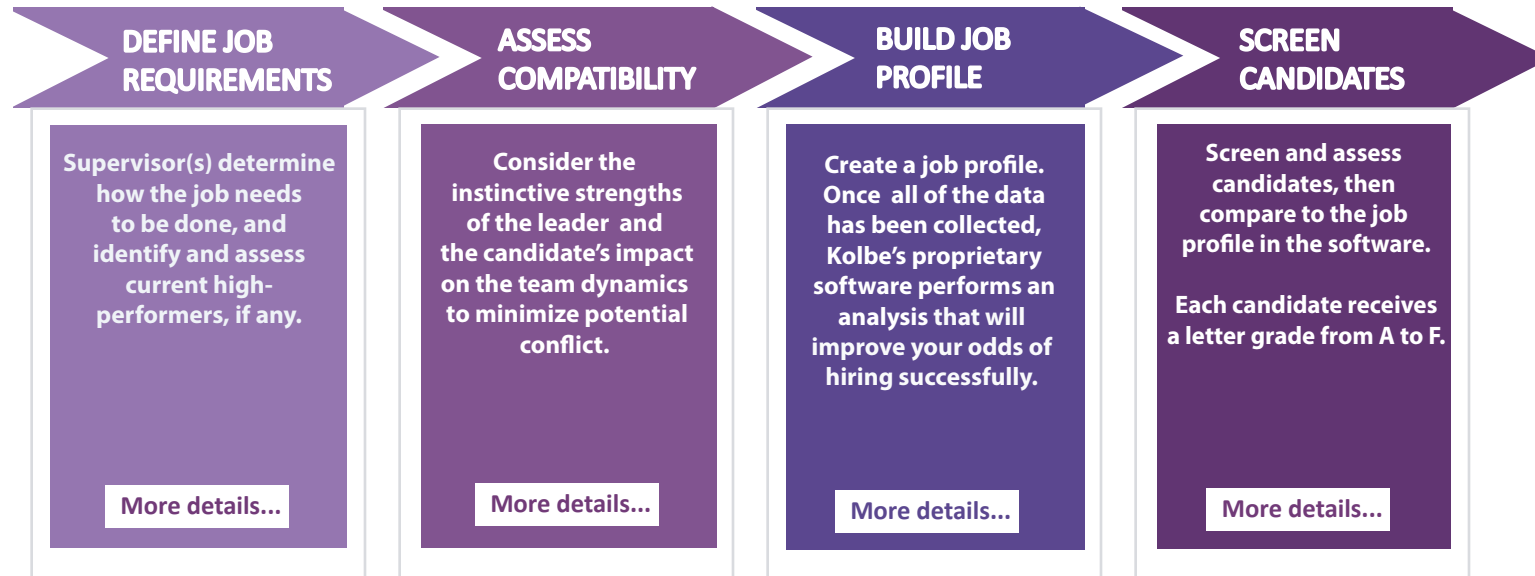 DEFINE JOB
REQUIREMENTS
Supervisor(s) determine
how the job needs
to be done, and
identify and assess
current high-
performers, if any.
More details...
ASSESS
COMPATIBILITY
Consider the
instinctive strengths
of the leader and
the candidate's impact
on the team dynamics
to minimize potential
conflict.
More details...
BUILD JOB
PROFILE
Create a job profile.
Once all of the data
has been collected,
Kolbe's proprietary
software performs an
analysis that will
improve your odds of
hiring successfully.
More details...
SCREEN
CANDIDATES
Screen and assess
candidates, then
compare to the job
profile in the software.
Each candidate receives
a letter grade from A to F.
More details...